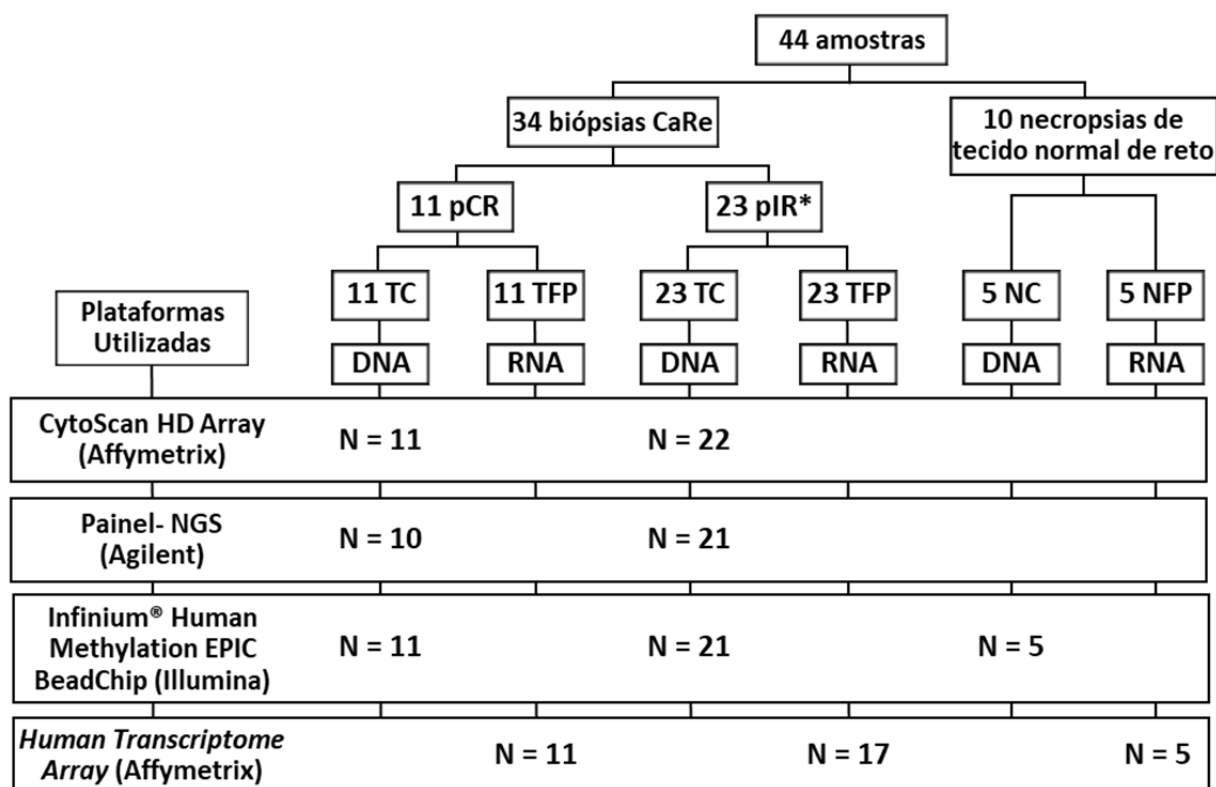 44 amostras
34 biópsias CaRe
10 necropsias de
tecido normal de reto
11 pCR
23 pIR*
11 TC
11 TFP
23 TC
23 TFP
5 NC
5 NFP
Plataformas
Utilizadas
DNA
RNA
DNA
RNA
DNA
RNA
CytoScan HD Array
(Affymetrix)
N = 11
N = 22
Painel- NGS
(Agilent)
N = 10
N = 21
Infinium® Human
Methylation EPIC
BeadChip (Illumina)
N = 11
N = 21
N = 5
Human Transcriptome
Array (Affymetrix)
N = 11
N = 17
N = 5